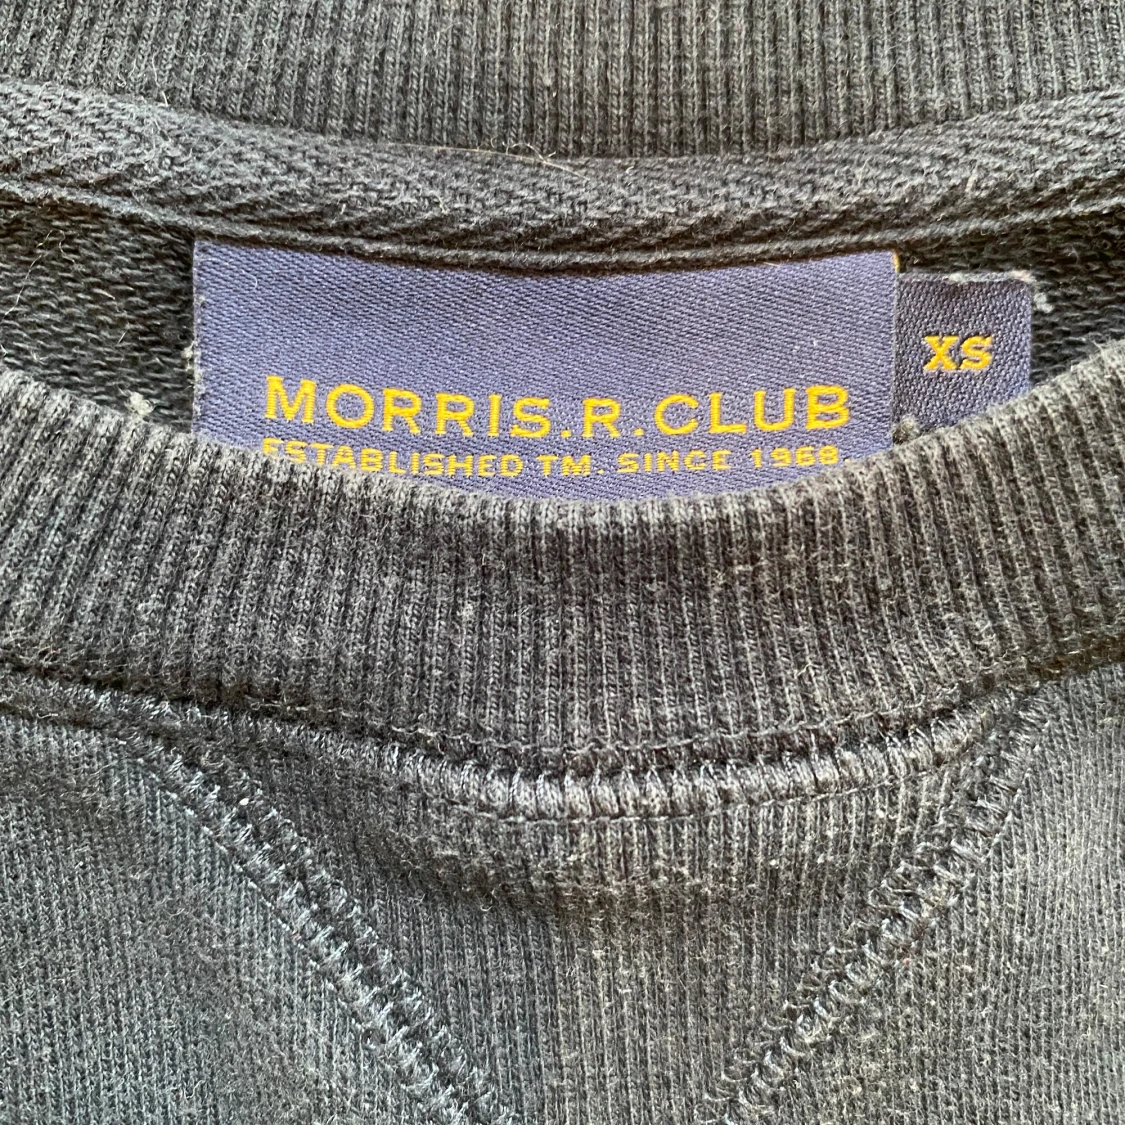 MORRIS.R.CLUB
ESTABLISHED TM. SINCE 1968.
XS